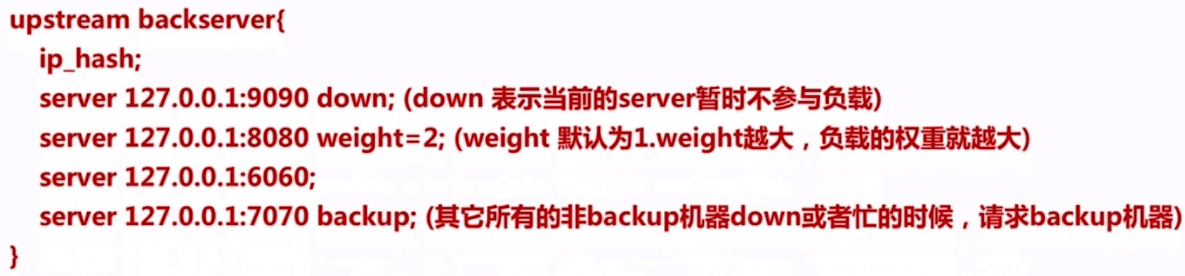 upstream backserver{
ip_hash;
server 127.0.0.1:9090 down; (down 表示当前的server暂时不参与负载)
server 127.0.0.1:8080 weight=2; (weight 默认为1.weight越大，负载的权重就越大)
server 127.0.0.1:6060;
server 127.0.0.1:7070 backup; (其它所有的非backup机器down或者忙的时候，请求backup机器)
}